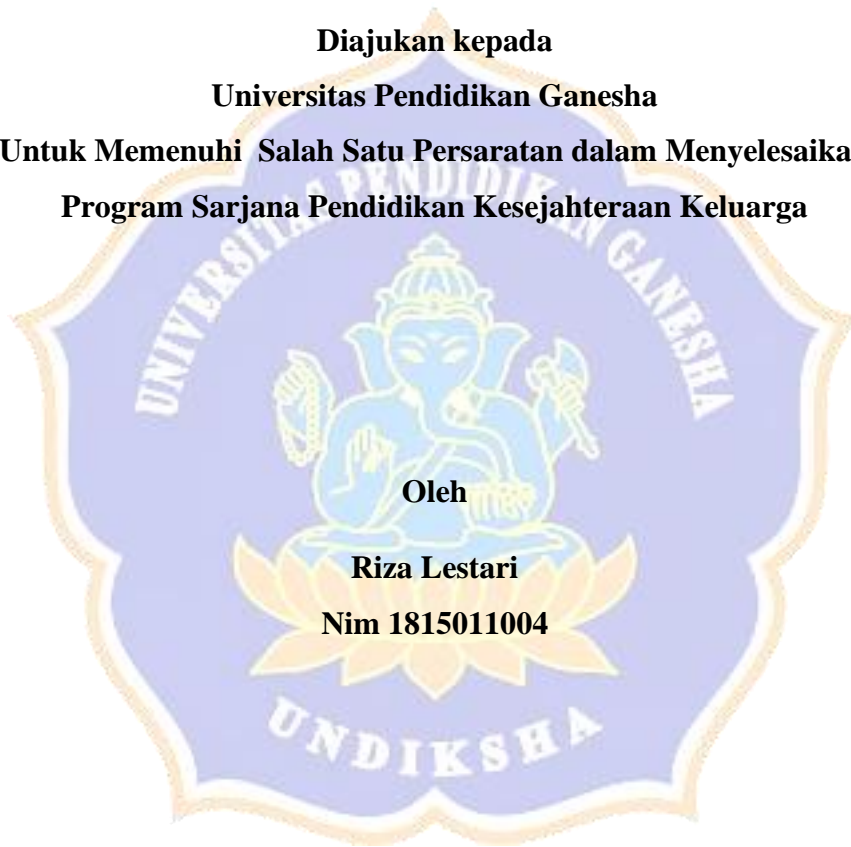 Diajukan kepada
Universitas Pendidikan Ganesha
Untuk Memenuhi Salah Satu Persaratan dalam Menyelesaika
Program Sarjana Pendidikan Kesejahteraan Keluarga
UNIVERSITAS PENDIDIKAN GANESHA
Oleh
Riza Lestari
Nim 1815011004
UNDIKSHA